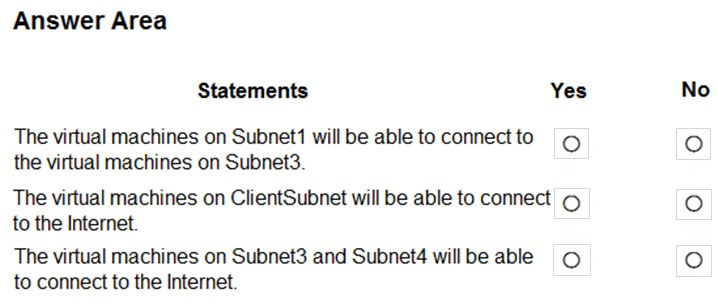 Answer Area
Statements Yes No
The virtual machines on Subnet1 will be able to connect to
the virtual machines on Subnet3.
The virtual machines on ClientSubnet will be able to connect
to the Internet.
The virtual machines on Subnet3 and Subnet4 will be able
to connect to the Internet.